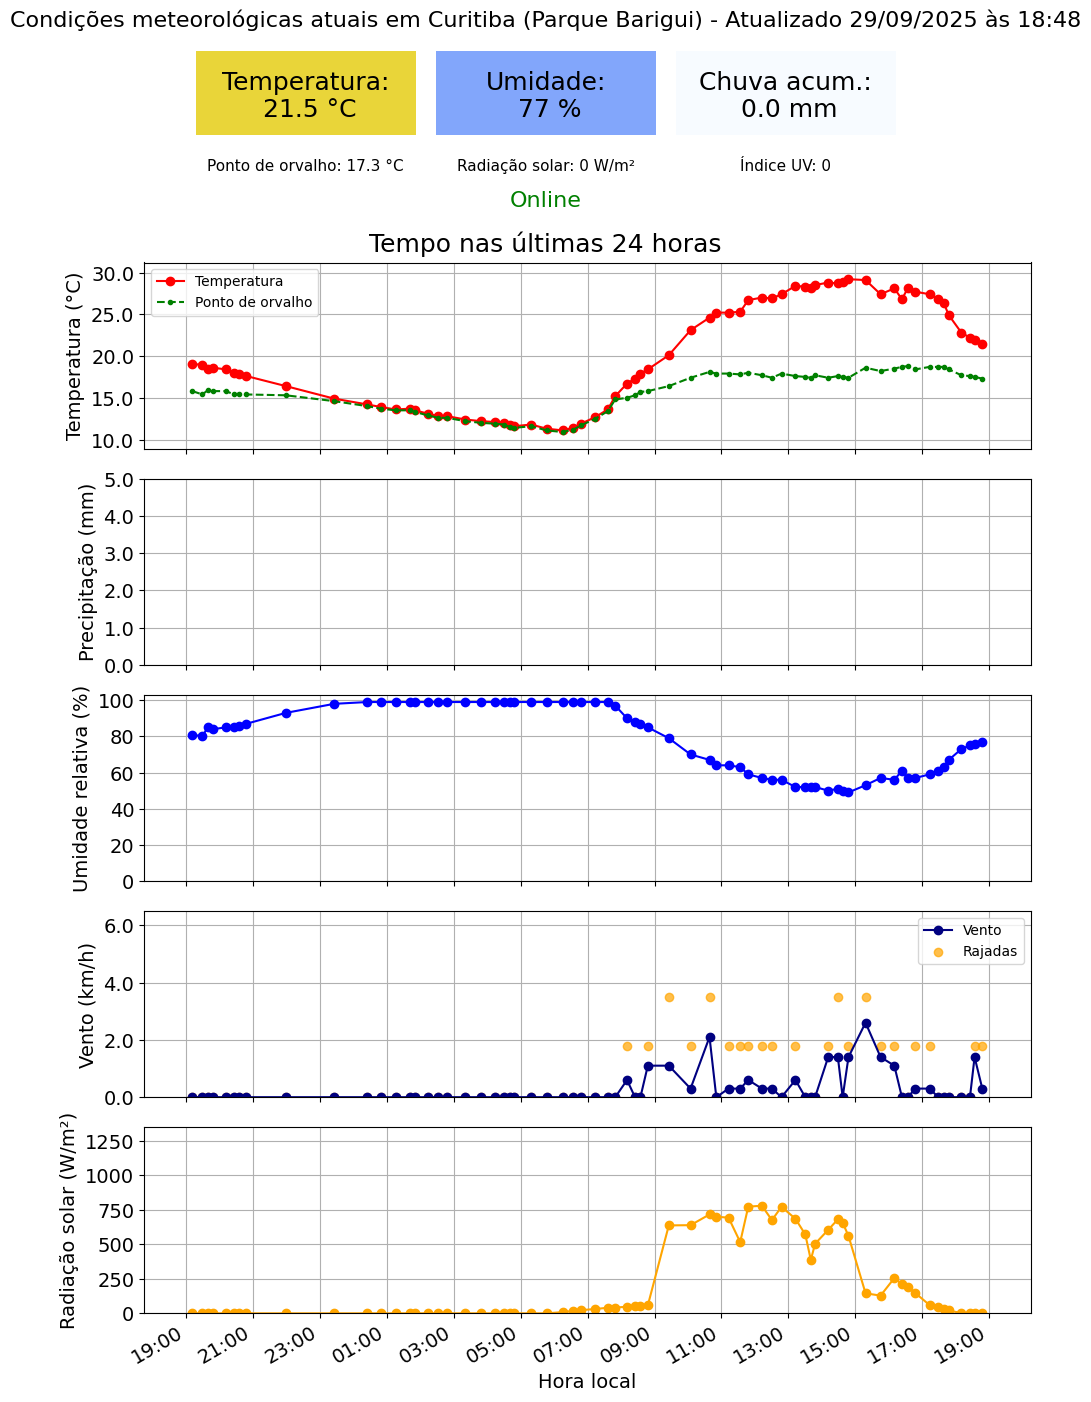 Condições meteorológicas atuais em Curitiba (Parque Barigui) - Atualizado 29/09/2025 às 18:48
Temperatura:
21.5 °C
Umidade:
77 %
Chuva acum.:
0.0 mm
Ponto de orvalho: 17.3 °C
Radiação solar: 0 W/m²
Índice UV: 0
Online
Tempo nas últimas 24 horas
Temperatura (°C)
30.0
25.0
20.0
15.0
10.0
Temperatura
Ponto de orvalho
Precipitação (mm)
5.0
4.0
3.0
2.0
1.0
0.0
Umidade relativa (%)
100
80
60
40
20
0
Vento (km/h)
6.0
4.0
2.0
0.0
Vento
Rajadas
Radiação solar (W/m²)
1250
1000
750
500
250
0
19:00
21:00
23:00
01:00
03:00
05:00
07:00
09:00
11:00
13:00
15:00
17:00
19:00
Hora local